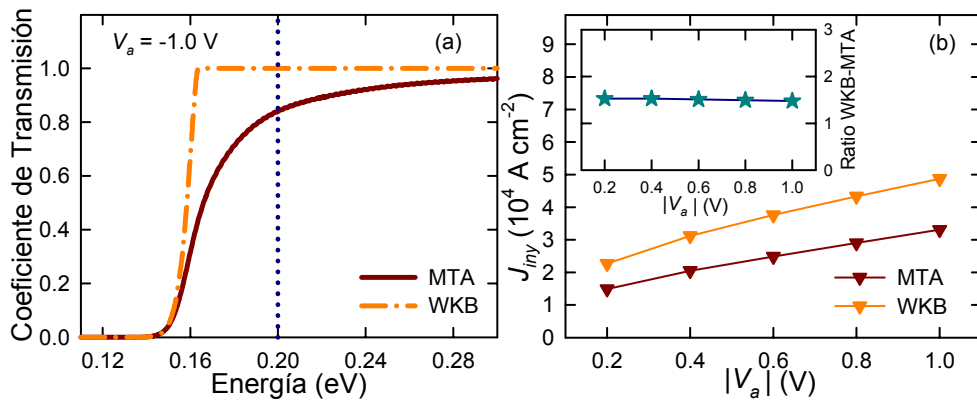 V_a = -1.0 V
(a)
Coeficiente de Transmisión
1.0
0.8
0.6
0.4
0.2
0.0
MTA
WKB
0.12 0.16 0.20 0.24 0.28
Energía (eV)
(b)
J_iny (10^4 A cm^-2)
9
8
7
6
5
4
3
2
1
0
Ratio WKB-MTA
3
2
1
0
0.2 0.4 0.6 0.8 1.0
|V_a| (V)
MTA
WKB
0.2 0.4 0.6 0.8 1.0
|V_a| (V)